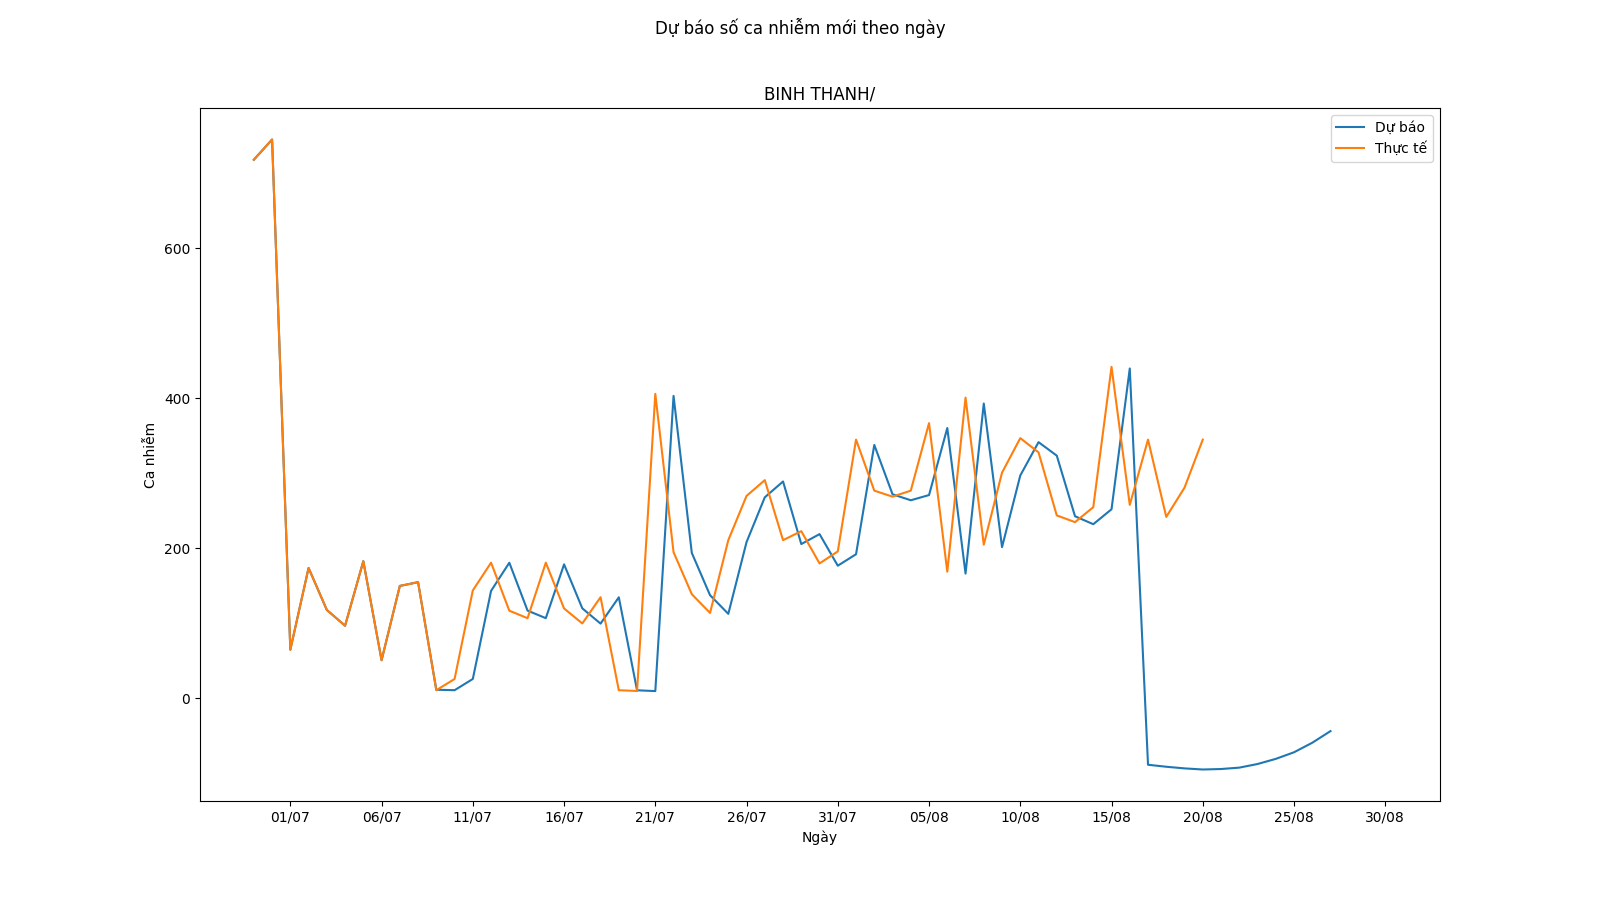 Dự báo số ca nhiễm mới theo ngày
BINH THANH/
Dự báo
Thực tế
600
400
200
0
Ca nhiễm
01/07 06/07 11/07 16/07 21/07 26/07 31/07 05/08 10/08 15/08 20/08 25/08 30/08
Ngày